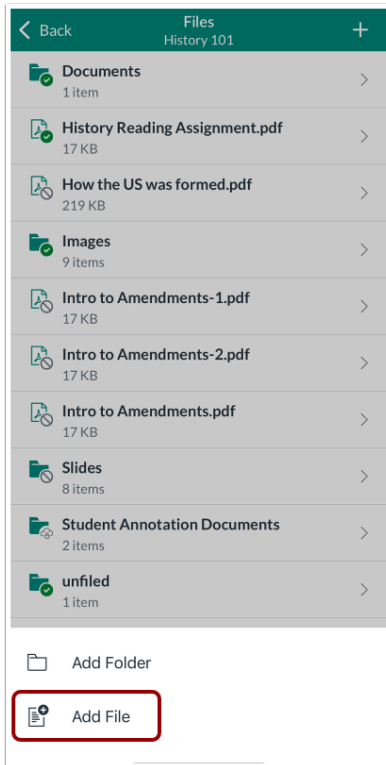 Back
Files
History 101
Documents
1 item
History Reading Assignment.pdf
17 KB
How the US was formed.pdf
219 KB
Images
9 items
Intro to Amendments-1.pdf
17 KB
Intro to Amendments-2.pdf
17 KB
Intro to Amendments.pdf
17 KB
Slides
8 items
Student Annotation Documents
2 items
unfiled
1 item
Add Folder
Add File